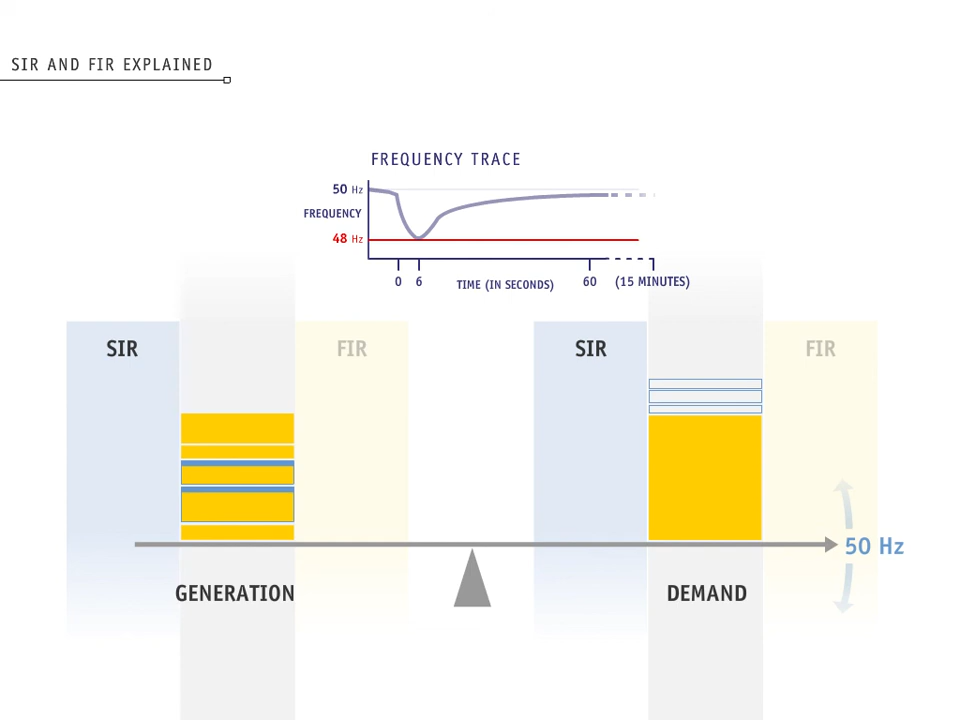 SIR AND FIR EXPLAINED
FREQUENCY TRACE
50 Hz
FREQUENCY
48 Hz
0 6 TIME (IN SECONDS) 60 (15 MINUTES)
SIR FIR SIR FIR
50 Hz
GENERATION DEMAND